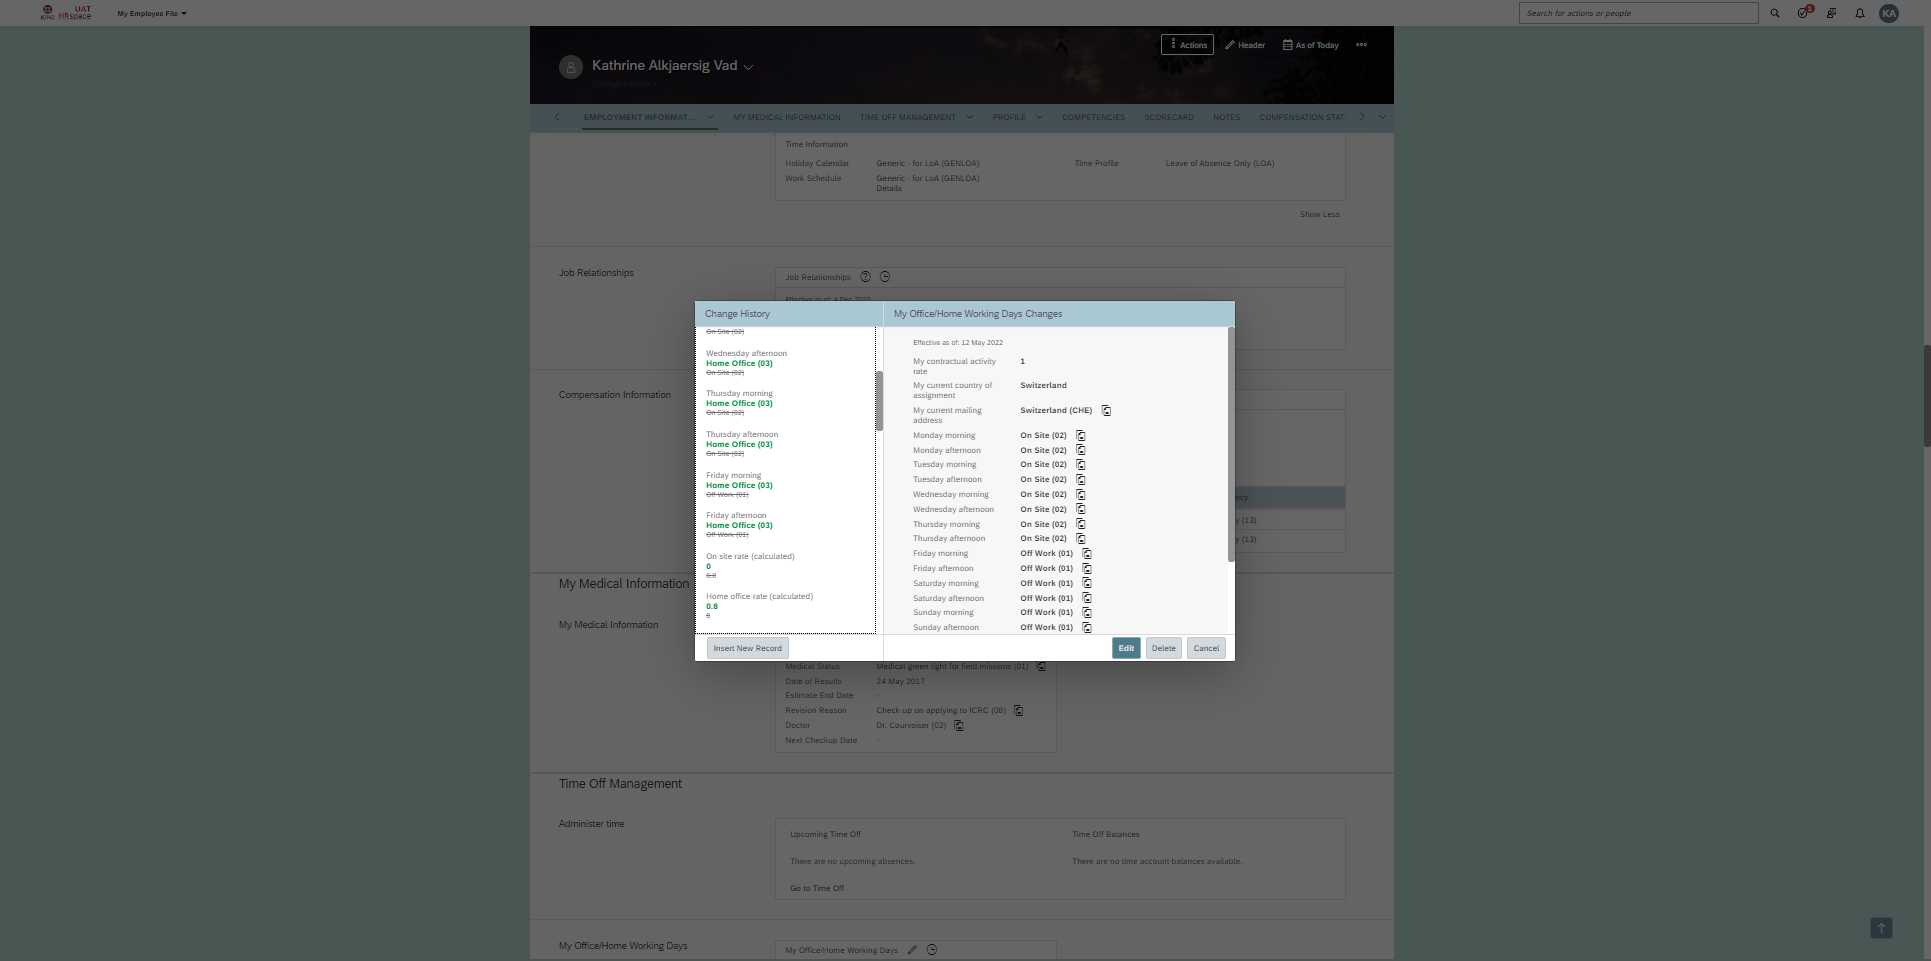 ICRC UAT HRspace
My Employee File
Search for actions or people
1
KA
Actions
Header
As of Today
Kathrine Alkjaersig Vad
EMPLOYMENT INFORMAT...
MY MEDICAL INFORMATION
TIME OFF MANAGEMENT
PROFILE
COMPETENCIES
SCORECARD
NOTES
COMPENSATION STAT
Time Information
Holiday Calendar Generic - for LoA (GENLOA) Time Profile Leave of Absence Only (LOA)
Work Schedule Generic - for LoA (GENLOA)
Details
Show Less
Job Relationships
Job Relationships
Effective as of: 4 Dec 2022
Change History
On Site (02)
Wednesday afternoon
Home Office (03)
On Site (02)
Thursday morning
Home Office (03)
On Site (02)
Thursday afternoon
Home Office (03)
On Site (02)
Friday morning
Home Office (03)
Off Work (01)
Friday afternoon
Home Office (03)
Off Work (01)
On site rate (calculated)
0
0.8
Home office rate (calculated)
0.8
0
Insert New Record
My Office/Home Working Days Changes
Effective as of: 12 May 2022
My contractual activity rate 1
My current country of assignment Switzerland
My current mailing address Switzerland (CHE)
Monday morning On Site (02)
Monday afternoon On Site (02)
Tuesday morning On Site (02)
Tuesday afternoon On Site (02)
Wednesday morning On Site (02)
Wednesday afternoon On Site (02)
Thursday morning On Site (02)
Thursday afternoon On Site (02)
Friday morning Off Work (01)
Friday afternoon Off Work (01)
Saturday morning Off Work (01)
Saturday afternoon Off Work (01)
Sunday morning Off Work (01)
Sunday afternoon Off Work (01)
Edit
Delete
Cancel
Compensation Information
ncy
y (13)
y (13)
My Medical Information
My Medical Information
Medical Status Medical green light for field missions (01)
Date of Results 24 May 2017
Estimate End Date -
Revision Reason Check-up on applying to ICRC (08)
Doctor Dr. Courvoiser (02)
Next Checkup Date -
Time Off Management
Administer time
Upcoming Time Off
Time Off Balances
There are no upcoming absences.
There are no time account balances available.
Go to Time Off
My Office/Home Working Days
My Office/Home Working Days